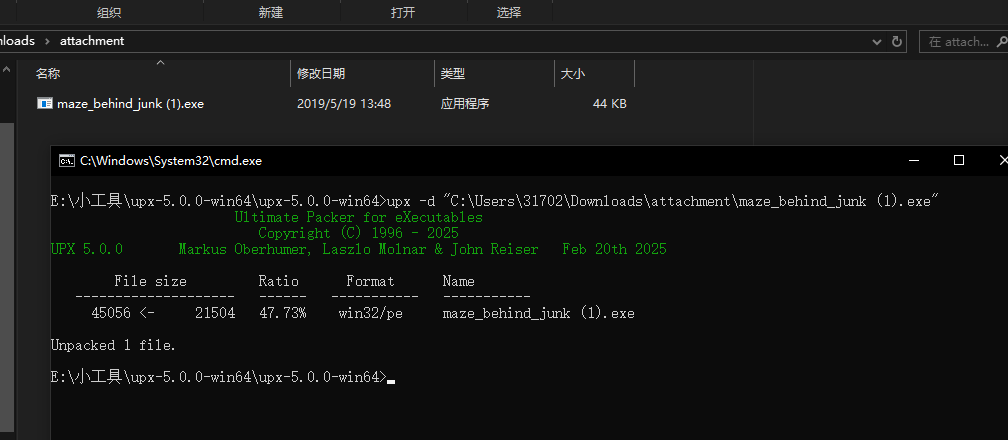 组织 新建 打开 选择
nloads › attachment 在 attach...
名称 修改日期 类型 大小
maze_behind_junk (1).exe 2019/5/19 13:48 应用程序 44 KB
C:\Windows\System32\cmd.exe
E:\小工具\upx-5.0.0-win64\upx-5.0.0-win64>upx -d "C:\Users\31702\Downloads\attachment\maze_behind_junk (1).exe"
Ultimate Packer for eXecutables
Copyright (C) 1996 - 2025
UPX 5.0.0 Markus Oberhumer, Laszlo Molnar & John Reiser Feb 20th 2025
File size Ratio Format Name
-------------------- ------ ----------- -----------
45056 <- 21504 47.73% win32/pe maze_behind_junk (1).exe
Unpacked 1 file.
E:\小工具\upx-5.0.0-win64\upx-5.0.0-win64>